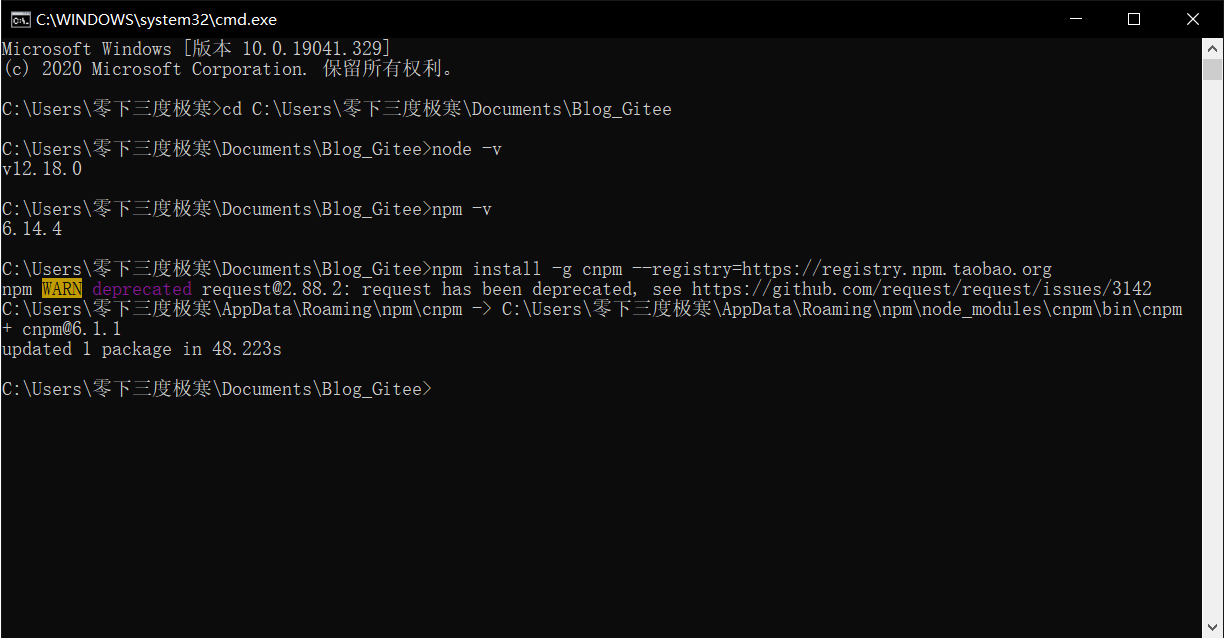 C:\WINDOWS\system32\cmd.exe
Microsoft Windows [版本 10.0.19041.329]
(c) 2020 Microsoft Corporation. 保留所有权利。
C:\Users\零下三度极寒>cd C:\Users\零下三度极寒\Documents\Blog_Gitee
C:\Users\零下三度极寒\Documents\Blog_Gitee>node -v
v12.18.0
C:\Users\零下三度极寒\Documents\Blog_Gitee>npm -v
6.14.4
C:\Users\零下三度极寒\Documents\Blog_Gitee>npm install -g cnpm --registry=https://registry.npm.taobao.org
npm WARN deprecated request@2.88.2: request has been deprecated, see https://github.com/request/request/issues/3142
C:\Users\零下三度极寒\AppData\Roaming\npm\cnpm -> C:\Users\零下三度极寒\AppData\Roaming\npm\node_modules\cnpm\bin\cnpm
+ cnpm@6.1.1
updated 1 package in 48.223s
C:\Users\零下三度极寒\Documents\Blog_Gitee>